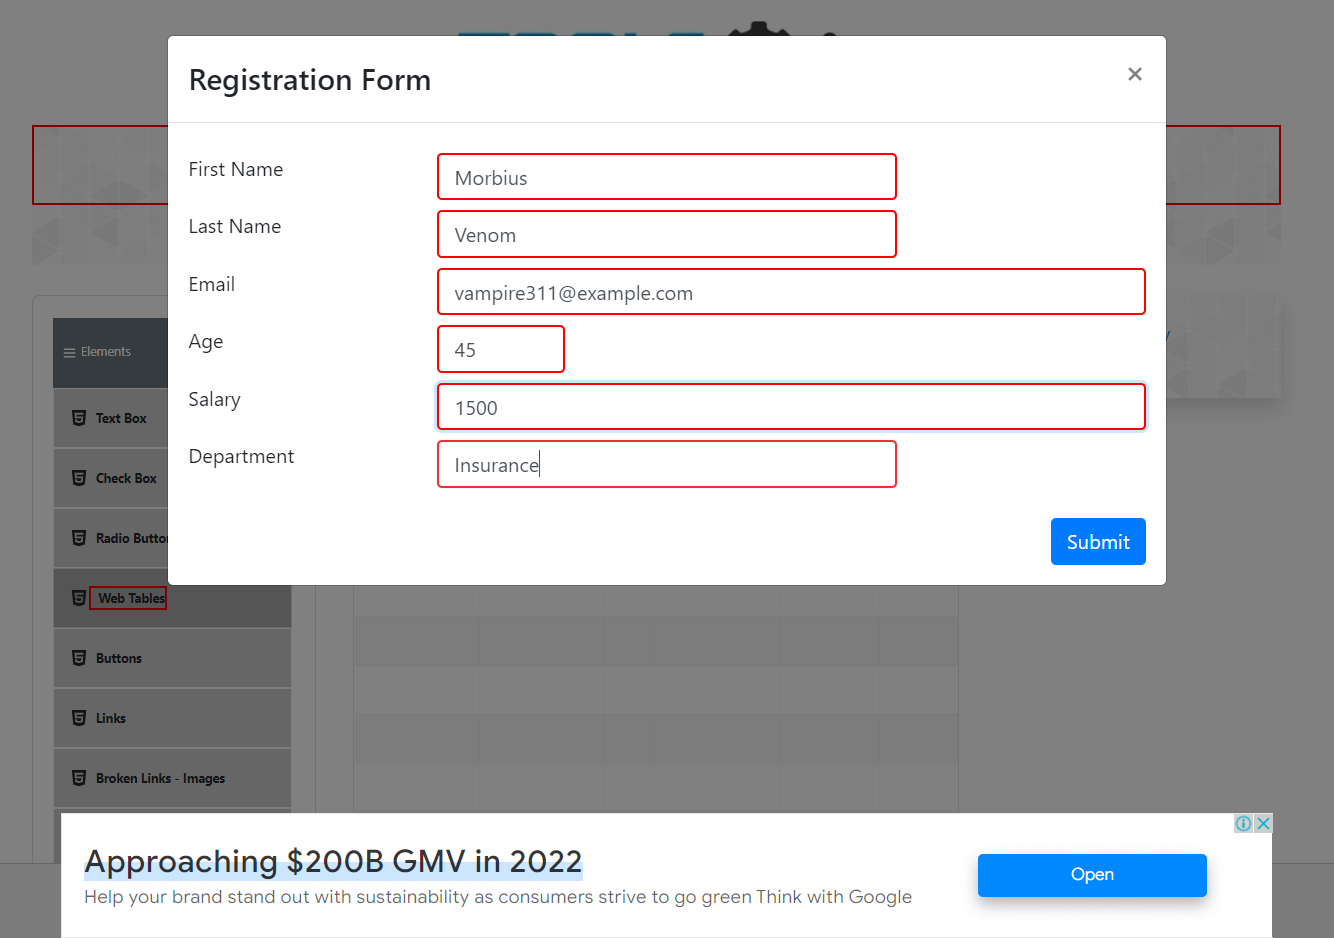 Registration Form
×
First Name
Morbius
Last Name
Venom
Email
vampire311@example.com
Age
45
Salary
1500
Department
Insurance
Submit
Elements
Text Box
Check Box
Radio Butto
Web Tables
Buttons
Links
Broken Links - Images
Approaching $200B GMV in 2022
Help your brand stand out with sustainability as consumers strive to go green Think with Google
Open